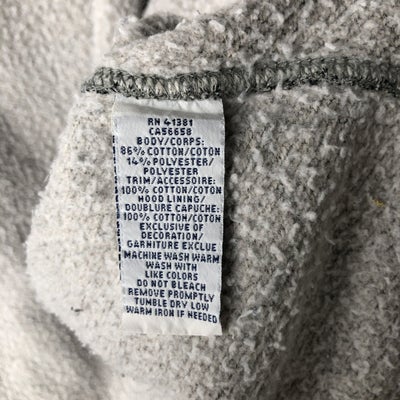 RN 41381
CA56658
BODY/CORPS:
86% COTTON/COTON
14% POLYESTER/
POLYESTER
TRIM/ACCESSOIRE:
100% COTTON/COTON
HOOD LINING/
DOUBLURE CAPUCHE:
100% COTTON/COTON
EXCLUSIVE OF
DECORATION/
GARNITURE EXCLUE
MACHINE WASH WARM
WASH WITH
LIKE COLORS
DO NOT BLEACH
REMOVE PROMPTLY
TUMBLE DRY LOW
WARM IRON IF NEEDED